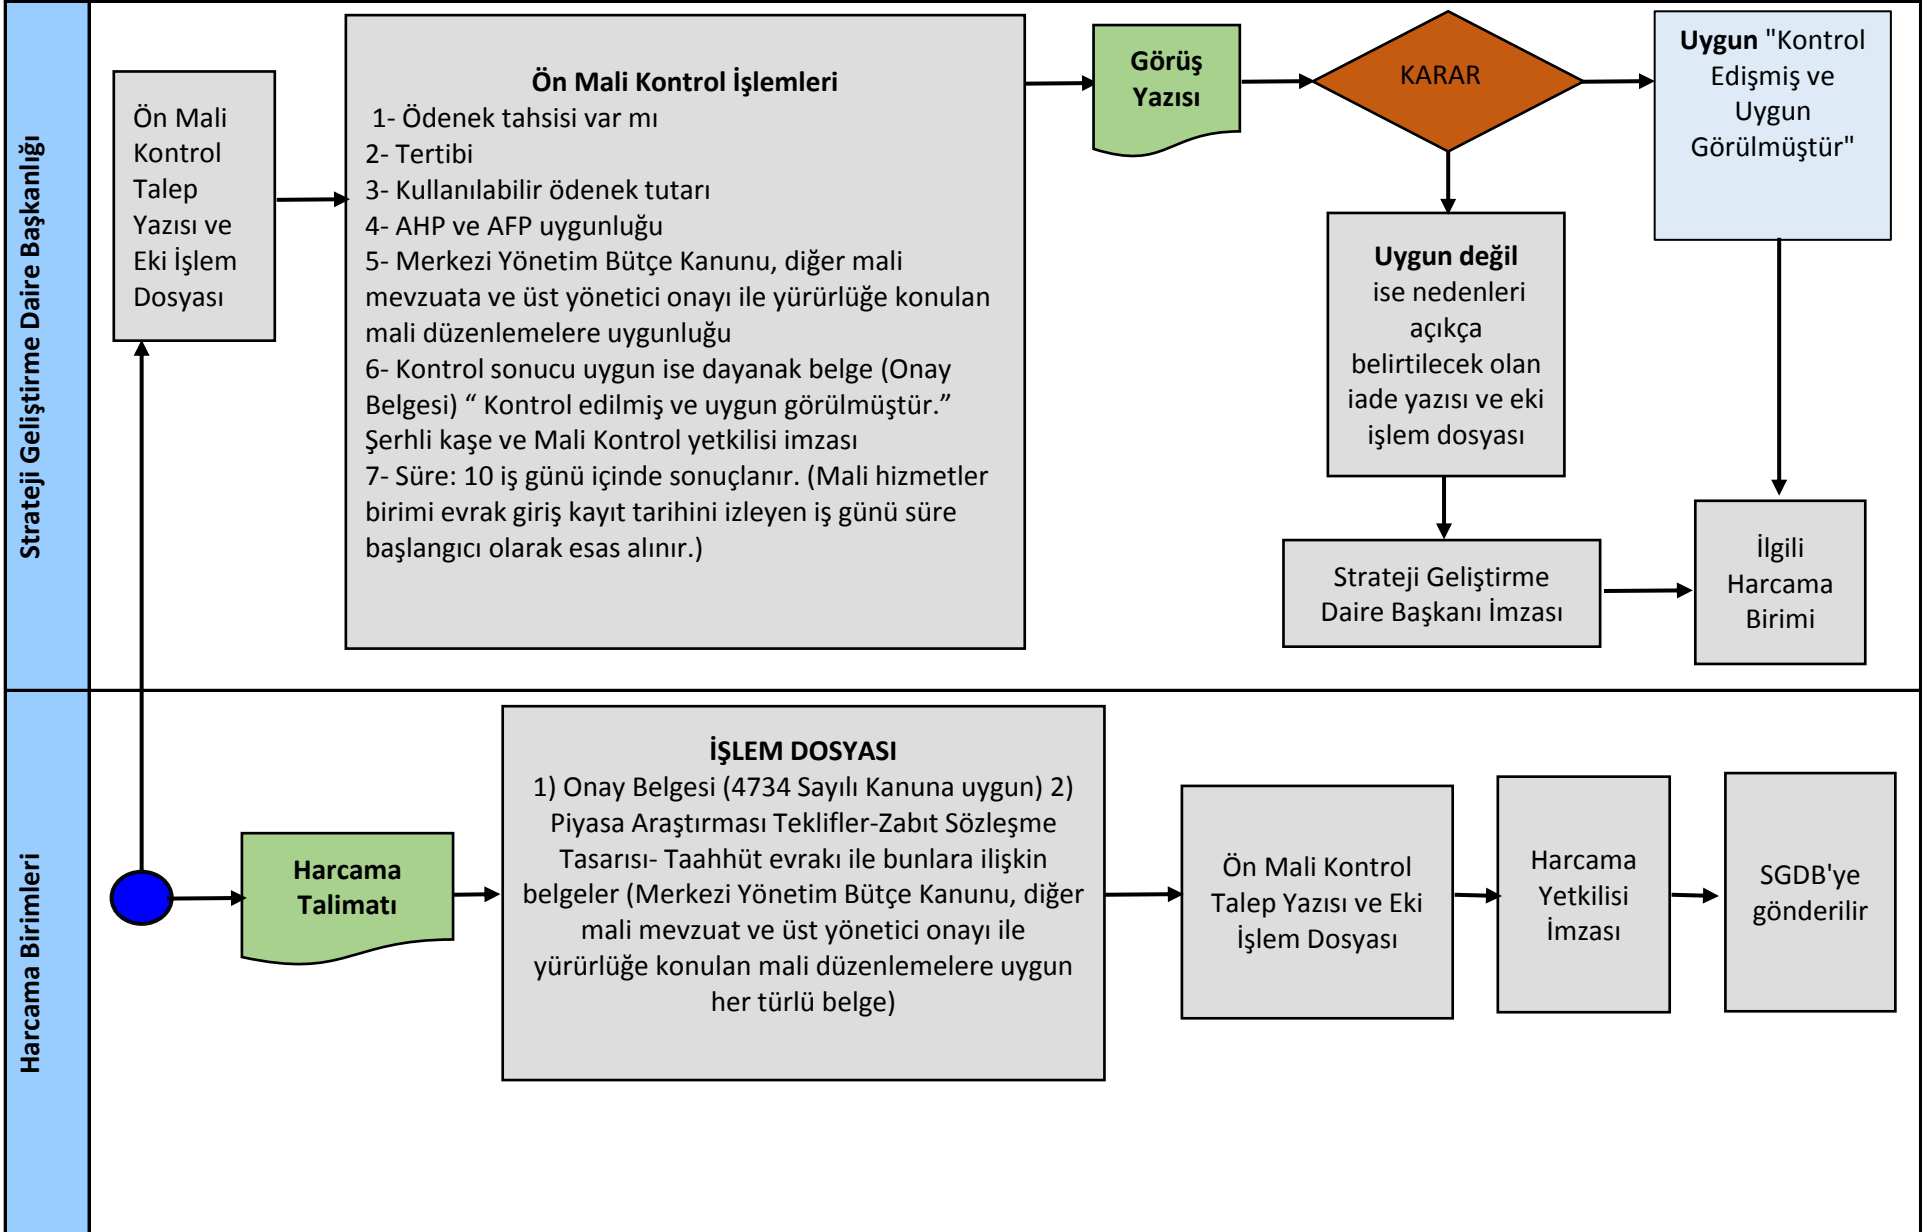 Strateji Geliştirme Daire Başkanlığı
Ön Mali
Kontrol
Talep
Yazısı ve
Eki İşlem
Dosyası
Ön Mali Kontrol İşlemleri
1- Ödenek tahsisi var mı
2- Tertibi
3- Kullanılabilir ödenek tutarı
4- AHP ve AFP uygunluğu
5- Merkezi Yönetim Bütçe Kanunu, diğer mali
mevzuata ve üst yönetici onayı ile yürürlüğe konulan
mali düzenlemelere uygunluğu
6- Kontrol sonucu uygun ise dayanak belge (Onay
Belgesi) “ Kontrol edilmiş ve uygun görülmüştür.”
Şerhli kaşe ve Mali Kontrol yetkilisi imzası
7- Süre: 10 iş günü içinde sonuçlanır. (Mali hizmetler
birimi evrak giriş kayıt tarihini izleyen iş günü süre
başlangıcı olarak esas alınır.)
Görüş
Yazısı
KARAR
Uygun "Kontrol
Edişmiş ve
Uygun
Görülmüştür"
Uygun değil
ise nedenleri
açıkça
belirtilecek olan
iade yazısı ve eki
işlem dosyası
Strateji Geliştirme
Daire Başkanı İmzası
İlgili
Harcama
Birimi
Harcama Birimleri
Harcama
Talimatı
İŞLEM DOSYASI
1) Onay Belgesi (4734 Sayılı Kanuna uygun) 2)
Piyasa Araştırması Teklifler-Zabıt Sözleşme
Tasarısı- Taahhüt evrakı ile bunlara ilişkin
belgeler (Merkezi Yönetim Bütçe Kanunu, diğer
mali mevzuat ve üst yönetici onayı ile
yürürlüğe konulan mali düzenlemelere uygun
her türlü belge)
Ön Mali Kontrol
Talep Yazısı ve Eki
İşlem Dosyası
Harcama
Yetkilisi
İmzası
SGDB'ye
gönderilir